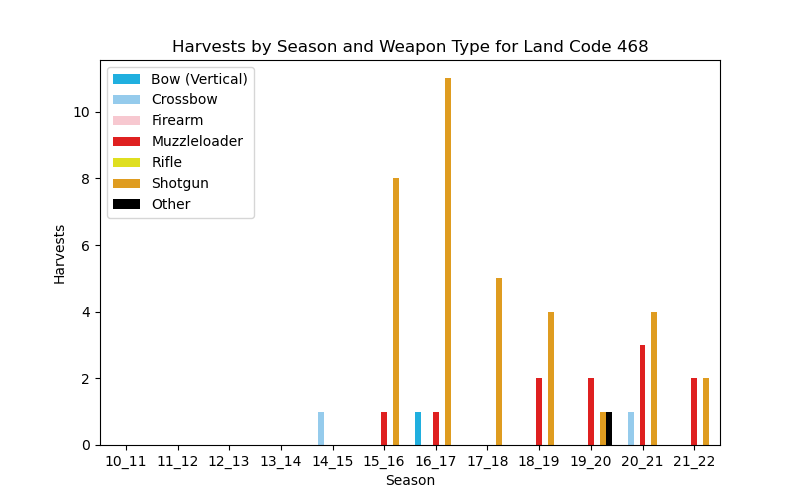 Harvests by Season and Weapon Type for Land Code 468
Bow (Vertical)
Crossbow
Firearm
Muzzleloader
Rifle
Shotgun
Other
10
8
6
4
2
0
Harvests
10_11 11_12 12_13 13_14 14_15 15_16 16_17 17_18 18_19 19_20 20_21 21_22
Season